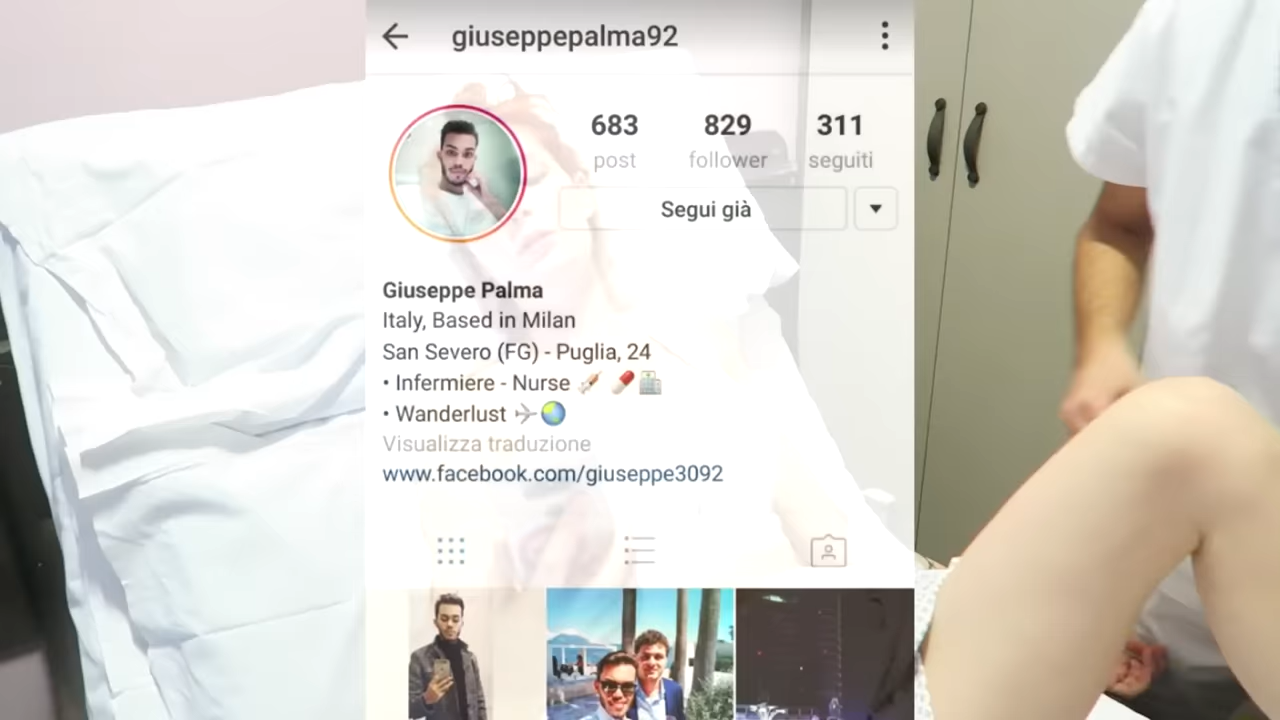 giuseppepalma92
683 829 311
post follower seguiti
Segui già
Giuseppe Palma
Italy, Based in Milan
San Severo (FG) - Puglia, 24
• Infermiere - Nurse 💉 💊🏥
• Wanderlust ✈🌍
Visualizza traduzione
www.facebook.com/giuseppe3092